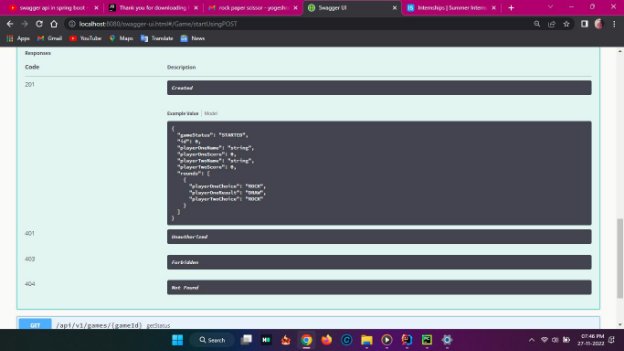 swagger api in spring boot
Thank you for downloading
rock paper scissor - yogesh
Swagger UI
Internships | Summer Intern
localhost:8080/swagger-ui.html#/Game/startUsingPOST
Apps
Gmail
YouTube
Maps
Translate
News
Responses
Code Description
201 Created
Example Value | Model
{
"gameStatus": "STARTED",
"id": 0,
"playerOneName": "string",
"playerOneScore": 0,
"playerTwoName": "string",
"playerTwoScore": 0,
"rounds": [
{
"playerOneChoice": "ROCK",
"playerOneResult": "DRAW",
"playerTwoChoice": "ROCK"
}
]
}
401 Unauthorized
403 Forbidden
404 Not Found
GET /api/v1/games/{gameId} getStatus
Search
07:46 PM
27-11-2022